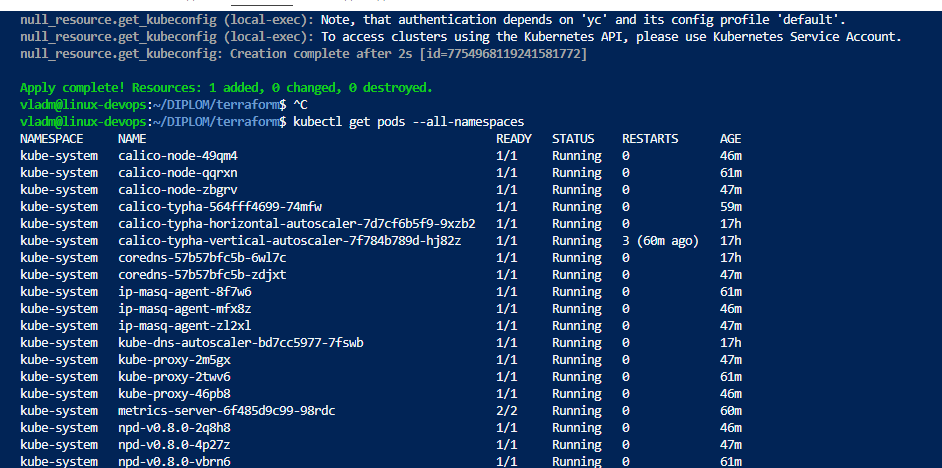 null_resource.get_kubeconfig (local-exec): Note, that authentication depends on 'yc' and its config profile 'default'.
null_resource.get_kubeconfig (local-exec): To access clusters using the Kubernetes API, please use Kubernetes Service Account.
null_resource.get_kubeconfig: Creation complete after 2s [id=7754968119241581772]
Apply complete! Resources: 1 added, 0 changed, 0 destroyed.
vladm@linux-devops:~/DIPLOM/terraform$ ^C
vladm@linux-devops:~/DIPLOM/terraform$ kubectl get pods --all-namespaces
NAMESPACE NAME READY STATUS RESTARTS AGE
kube-system calico-node-49qm4 1/1 Running 0 46m
kube-system calico-node-qqrxn 1/1 Running 0 61m
kube-system calico-node-zbgrv 1/1 Running 0 47m
kube-system calico-typha-564fff4699-74mfw 1/1 Running 0 59m
kube-system calico-typha-horizontal-autoscaler-7d7cf6b5f9-9xzb2 1/1 Running 0 17h
kube-system calico-typha-vertical-autoscaler-7f784b789d-hj82z 1/1 Running 3 (60m ago) 17h
kube-system coredns-57b57bfc5b-6wl7c 1/1 Running 0 17h
kube-system coredns-57b57bfc5b-zdjxt 1/1 Running 0 47m
kube-system ip-masq-agent-8f7w6 1/1 Running 0 61m
kube-system ip-masq-agent-mfx8z 1/1 Running 0 46m
kube-system ip-masq-agent-zl2xl 1/1 Running 0 47m
kube-system kube-dns-autoscaler-bd7cc5977-7fswb 1/1 Running 0 17h
kube-system kube-proxy-2m5gx 1/1 Running 0 47m
kube-system kube-proxy-2twv6 1/1 Running 0 61m
kube-system kube-proxy-46pb8 1/1 Running 0 46m
kube-system metrics-server-6f485d9c99-98rdc 2/2 Running 0 60m
kube-system npd-v0.8.0-2q8h8 1/1 Running 0 46m
kube-system npd-v0.8.0-4p27z 1/1 Running 0 47m
kube-system npd-v0.8.0-vbrn6 1/1 Running 0 61m